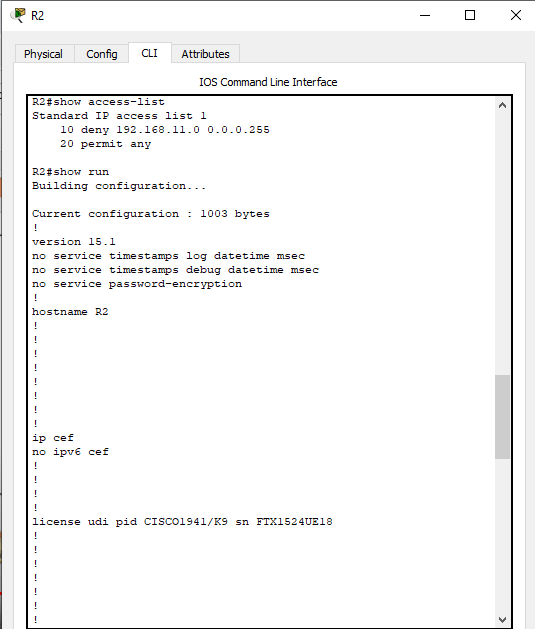 R2
Physical Config CLI Attributes
IOS Command Line Interface
R2#show access-list
Standard IP access list 1
    10 deny 192.168.11.0 0.0.0.255
    20 permit any

R2#show run
Building configuration...

Current configuration : 1003 bytes
!
version 15.1
no service timestamps log datetime msec
no service timestamps debug datetime msec
no service password-encryption
!
hostname R2
!
!
!
!
!
!
!
!
ip cef
no ipv6 cef
!
!
!
!
license udi pid CISCO1941/K9 sn FTX1524UE18
!
!
!
!
!
!
!